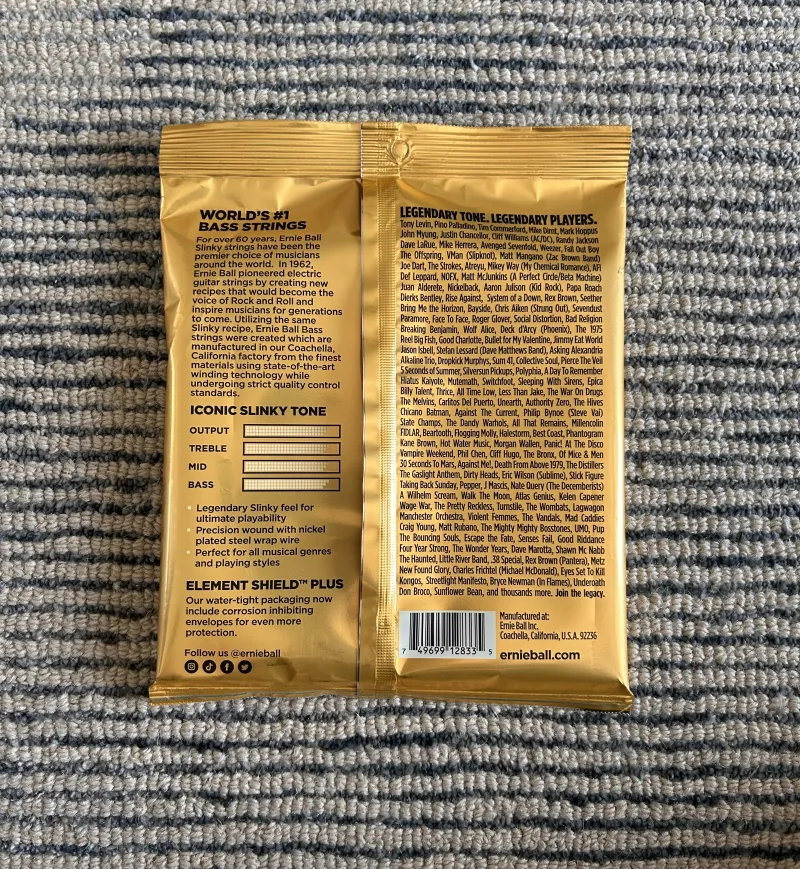 WORLD'S #1
BASS STRINGS
For over 60 years, Ernie Ball
Slinky strings have been the
premier choice of musicians
around the world. In 1962,
Ernie Ball pioneered electric
guitar strings by creating new
recipes that would become the
voice of Rock and Roll and
inspire musicians for generations
to come. Utilizing the same
Slinky recipe, Ernie Ball Bass
strings were created which are
manufactured in our Coachella,
California factory from the finest
materials using state-of-the-art
winding technology while
undergoing strict quality control
standards.
ICONIC SLINKY TONE
OUTPUT
TREBLE
MID
BASS
• Legendary Slinky feel for
ultimate playability
• Precision wound with nickel
plated steel wrap wire
• Perfect for all musical genres
and playing styles
ELEMENT SHIELD™ PLUS
Our water-tight packaging now
include corrosion inhibiting
envelopes for even more
protection.
Follow us @ernieball
LEGENDARY TONE. LEGENDARY PLAYERS.
Tony Levin, Pino Palladino, Tim Commerford, Mike Dirnt, Mark Hoppus
John Myung, Justin Chancellor, Cliff Williams (AC/DC), Randy Jackson
Dave LaRue, Mike Herrera, Avenged Sevenfold, Weezer, Fall Out Boy
The Offspring, VMan (Slipknot), Matt Mangano (Zac Brown Band)
Joe Dart, The Strokes, Atreyu, Mikey Way (My Chemical Romance), AFI
Def Leppard, NOFX, Matt McJunkins (A Perfect Circle/Beta Machine)
Juan Alderete, Nickelback, Aaron Julison (Kid Rock), Papa Roach
Dierks Bentley, Rise Against, System of a Down, Rex Brown, Seether
Bring Me the Horizon, Bayside, Chris Aiken (Strung Out), Sevendust
Paramore, Face To Face, Roger Glover, Social Distortion, Bad Religion
Breaking Benjamin, Wolf Alice, Deck d'Arcy (Phoenix), The 1975
Reel Big Fish, Good Charlotte, Bullet for My Valentine, Jimmy Eat World
Jason Isbell, Stefan Lessard (Dave Matthews Band), Asking Alexandria
Alkaline Trio, Dropkick Murphys, Sum 41, Collective Soul, Pierce The Veil
5 Seconds of Summer, Silversun Pickups, Polyphia, A Day To Remember
Hiatus Kaiyote, Mutemath, Switchfoot, Sleeping With Sirens, Epica
Billy Talent, Thrice, All Time Low, Less Than Jake, The War On Drugs
The Melvins, Carlitos Del Puerto, Unearth, Authority Zero, The Hives
Chicano Batman, Against The Current, Philip Bynoe (Steve Vai)
State Champs, The Dandy Warhols, All That Remains, Millencolin
FIDLAR, Beartooth, Flogging Molly, Halestorm, Best Coast, Phantogram
Kane Brown, Hot Water Music, Morgan Wallen, Panic! At The Disco
Vampire Weekend, Phil Chen, Cliff Hugo, The Bronx, Of Mice & Men
30 Seconds To Mars, Against Me!, Death From Above 1979, The Distillers
The Gaslight Anthem, Dirty Heads, Eric Wilson (Sublime), Stick Figure
Taking Back Sunday, Pepper, J Mascis, Nate Query (The Decemberists)
A Wilhelm Scream, Walk The Moon, Atlas Genius, Kelen Capener
Wage War, The Pretty Reckless, Turnstile, The Wombats, Lagwagon
Manchester Orchestra, Violent Femmes, The Vandals, Mad Caddies
Craig Young, Matt Rubano, The Mighty Mighty Bosstones, UMO, Pup
The Bouncing Souls, Escape the Fate, Senses Fail, Good Riddance
Four Year Strong, The Wonder Years, Dave Marotta, Shawn Mc Nabb
The Haunted, Little River Band, .38 Special, Rex Brown (Pantera), Metz
New Found Glory, Charles Frichtel (Michael McDonald), Eyes Set To Kill
Kongos, Streetlight Manifesto, Bryce Newman (In Flames), Underoath
Don Broco, Sunflower Bean, and thousands more. Join the legacy.
7 49699 12833 5
Manufactured at:
Ernie Ball Inc.
Coachella, California, U.S.A. 92236
ernieball.com